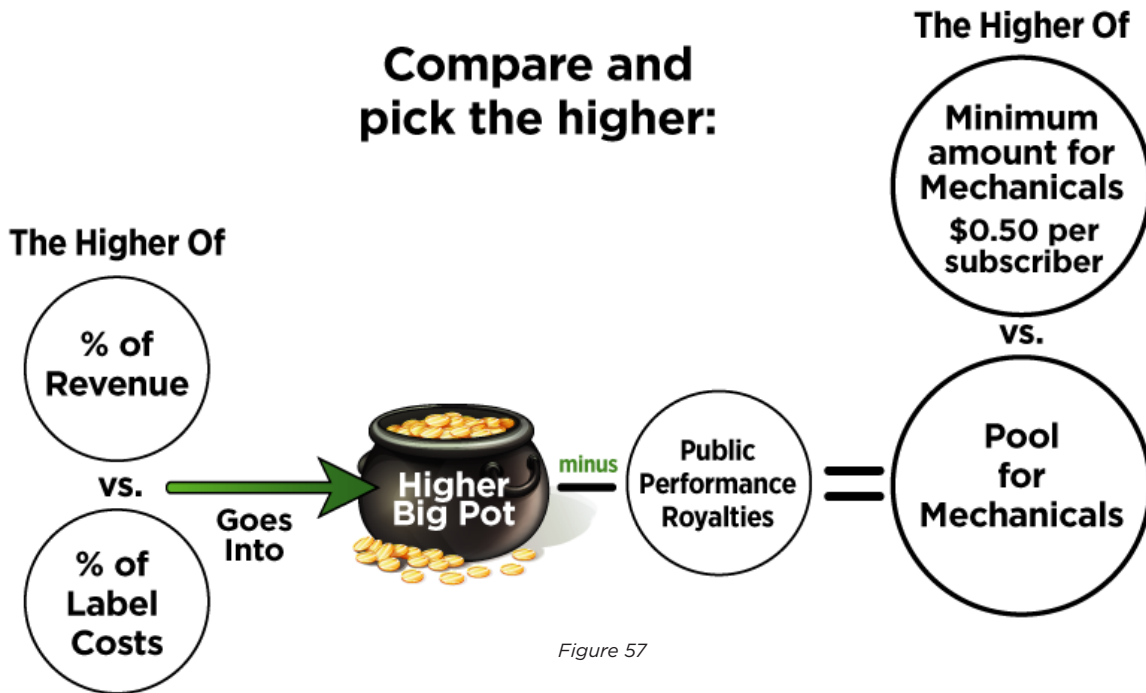 Compare and
pick the higher:
The Higher Of
% of
Revenue
vs.
% of
Label
Costs
Goes
Into
Higher
Big Pot
minus
Public
Performance
Royalties
The Higher Of
Minimum
amount for
Mechanicals
$0.50 per
subscriber
vs.
Pool
for
Mechanicals
Figure 57